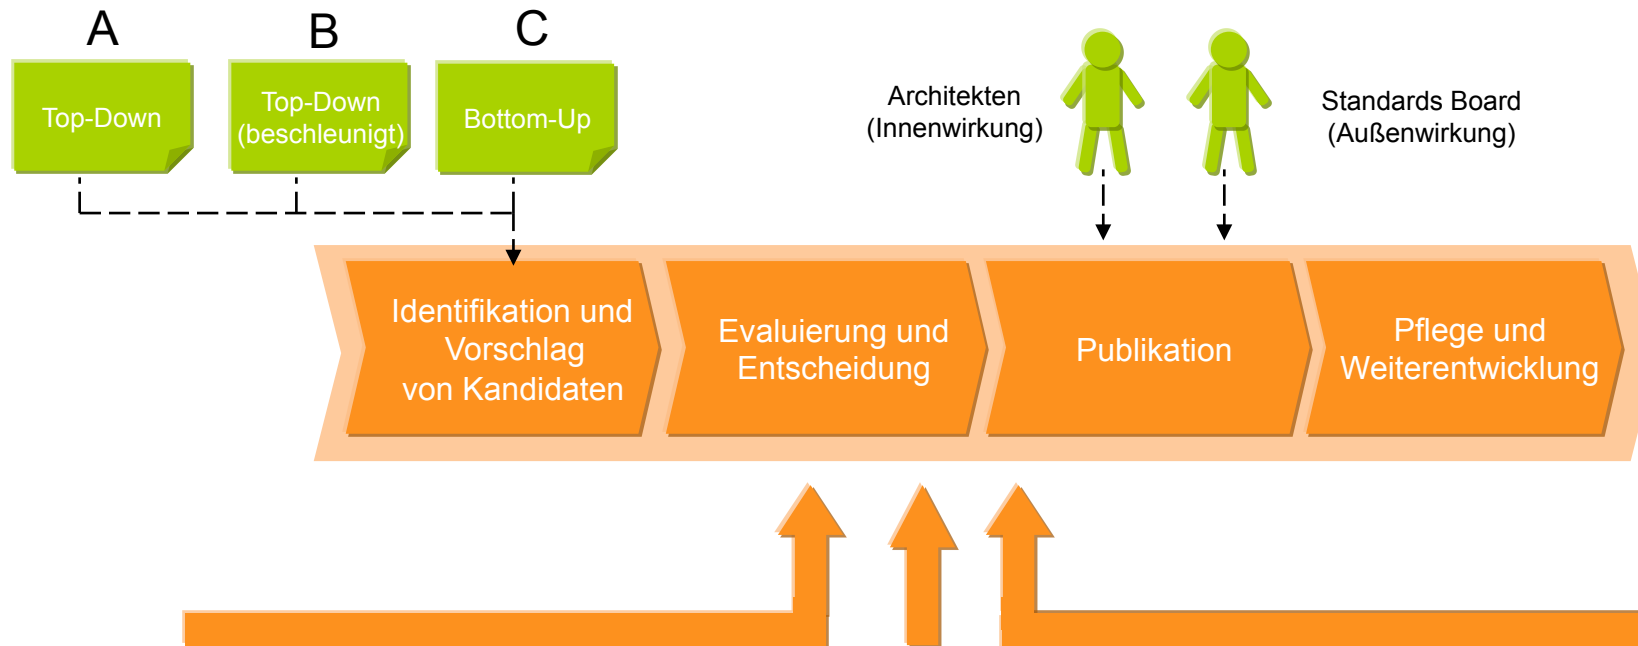 A
B
C
Top-Down
Top-Down
(beschleunigt)
Bottom-Up
Architekten
(Innenwirkung)
Standards Board
(Außenwirkung)
Identifikation und
Vorschlag
von Kandidaten
Evaluierung und
Entscheidung
Publikation
Pflege und
Weiterentwicklung